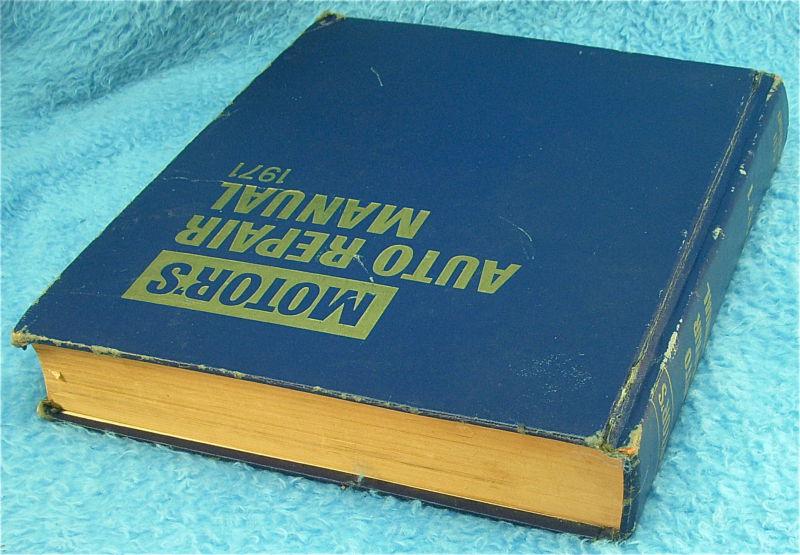 MOTOR'S
AUTO REPAIR
MANUAL
1971